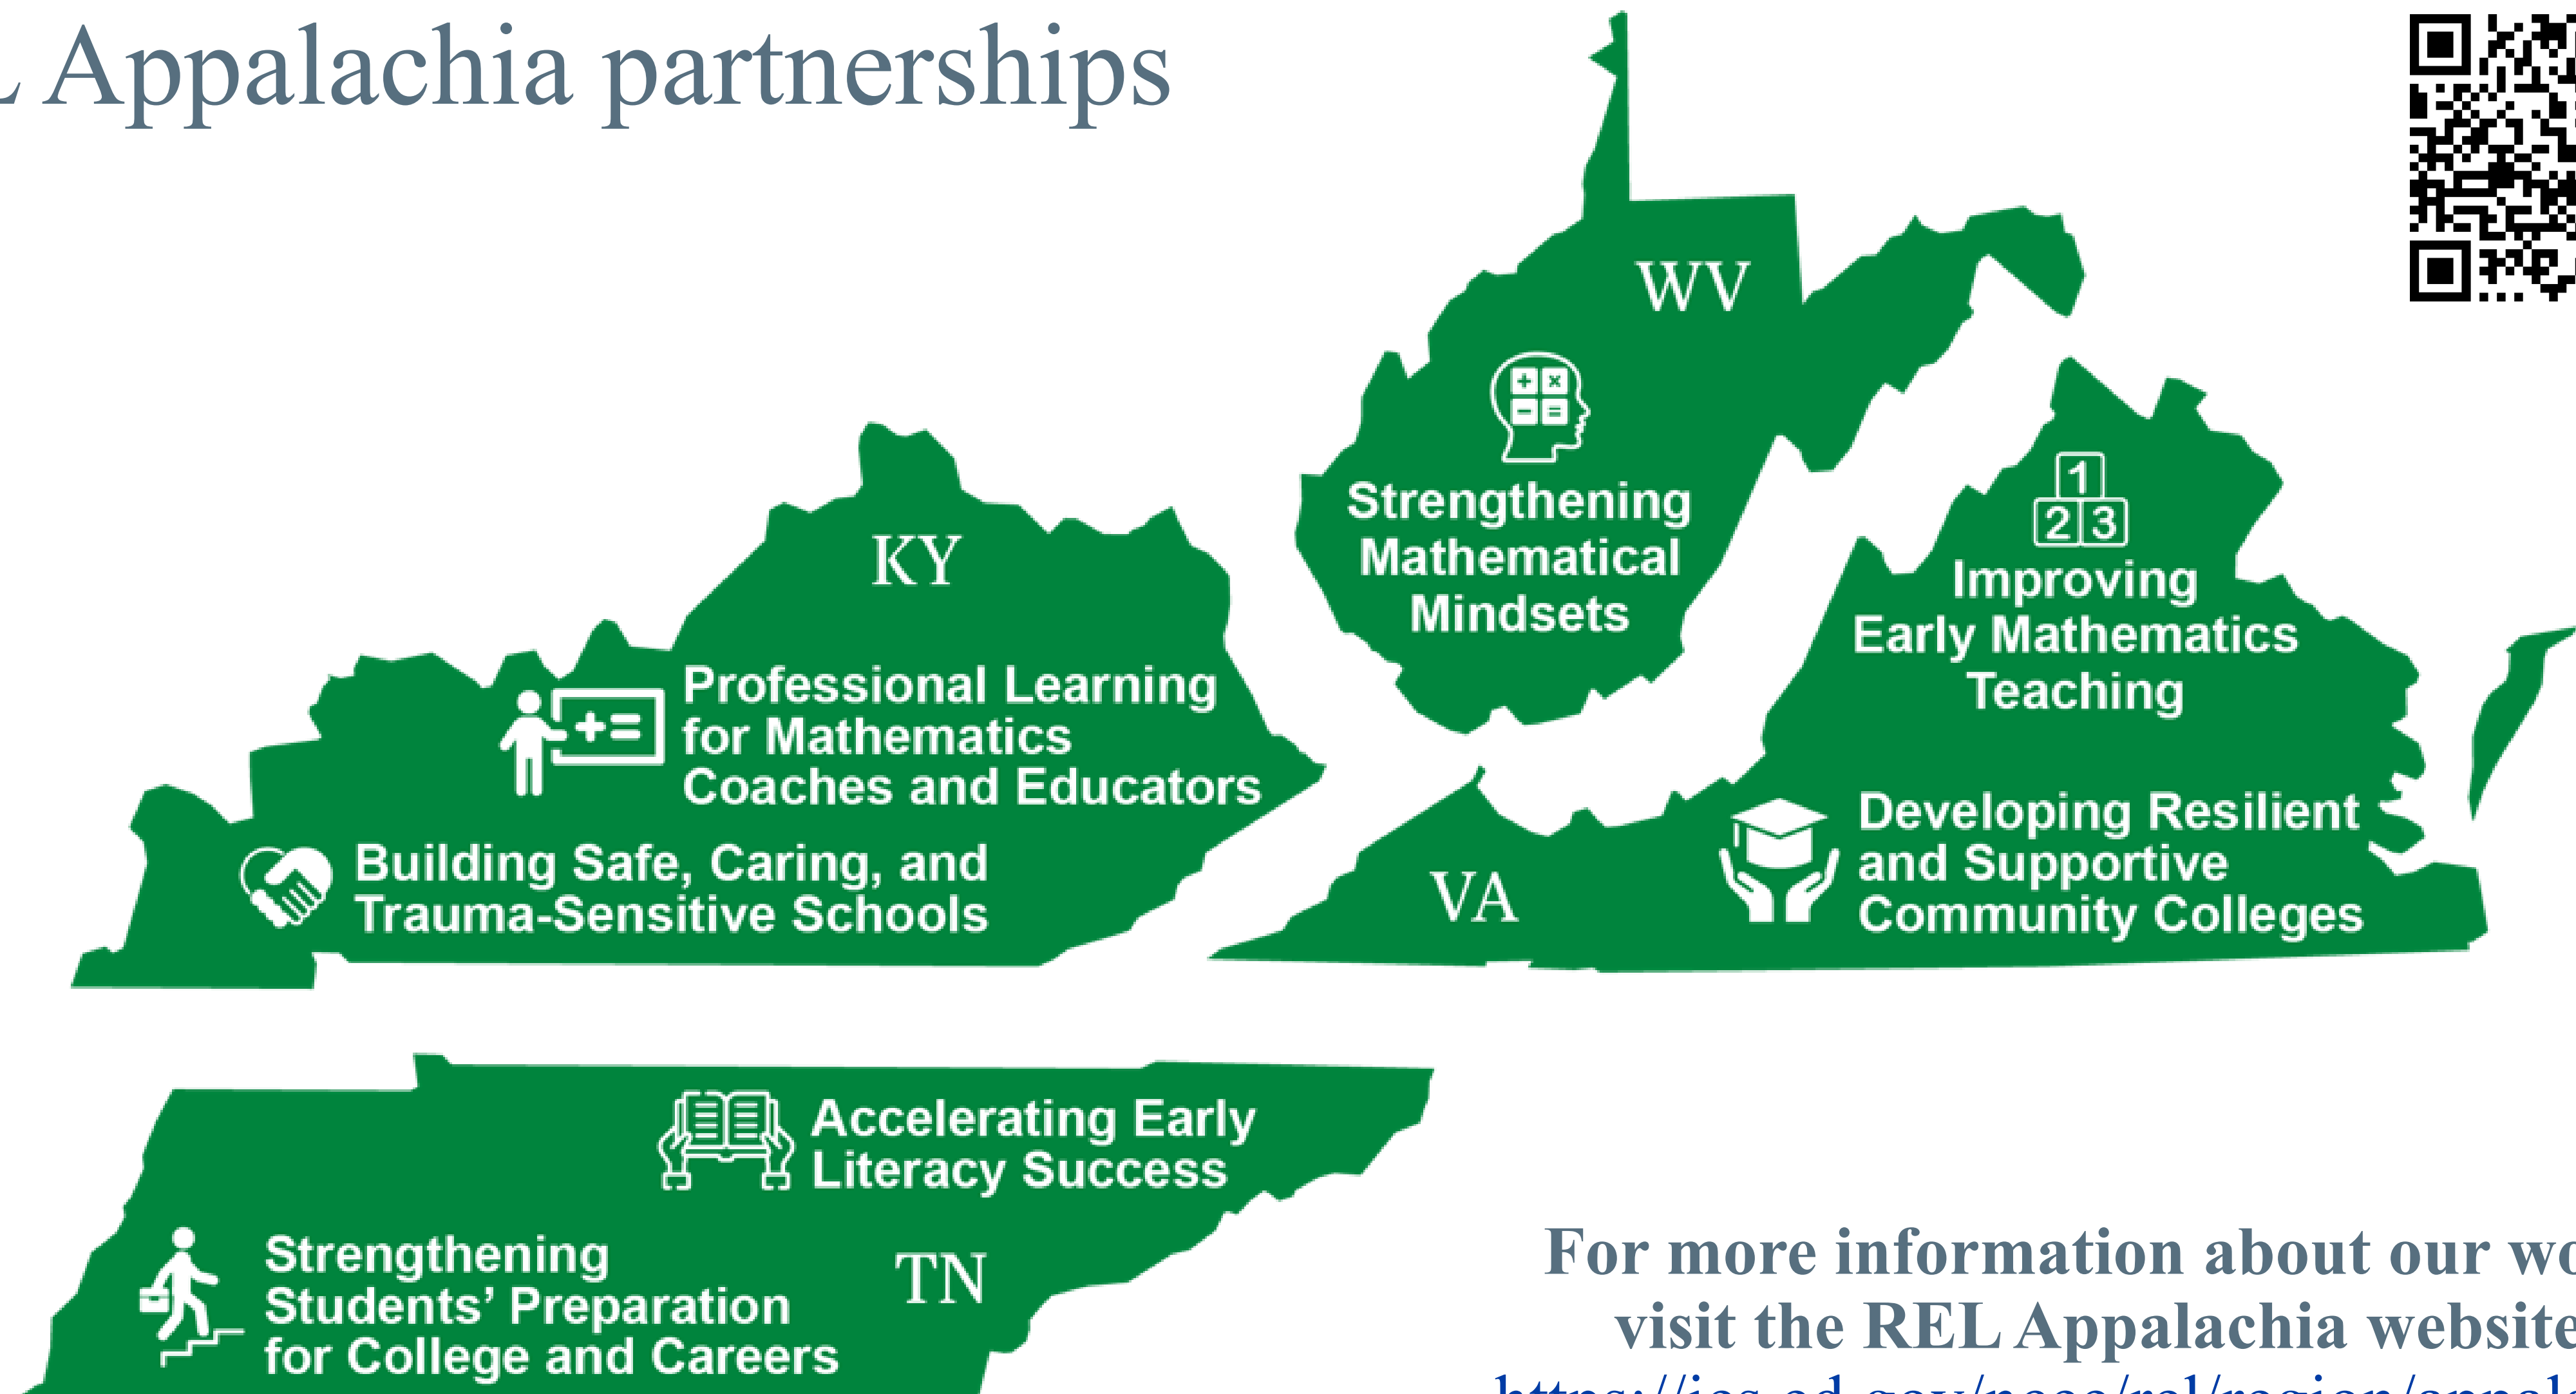 Appalachia partnerships
WV
Strengthening
Mathematical
Mindsets
1
2 3
Improving
Early Mathematics
Teaching
KY
Professional Learning
for Mathematics
Coaches and Educators
Building Safe, Caring, and
Trauma-Sensitive Schools
VA
Developing Resilient
and Supportive
Community Colleges
Accelerating Early
Literacy Success
TN
Strengthening
Students’ Preparation
for College and Careers
For more information about our
visit the REL Appalachia website